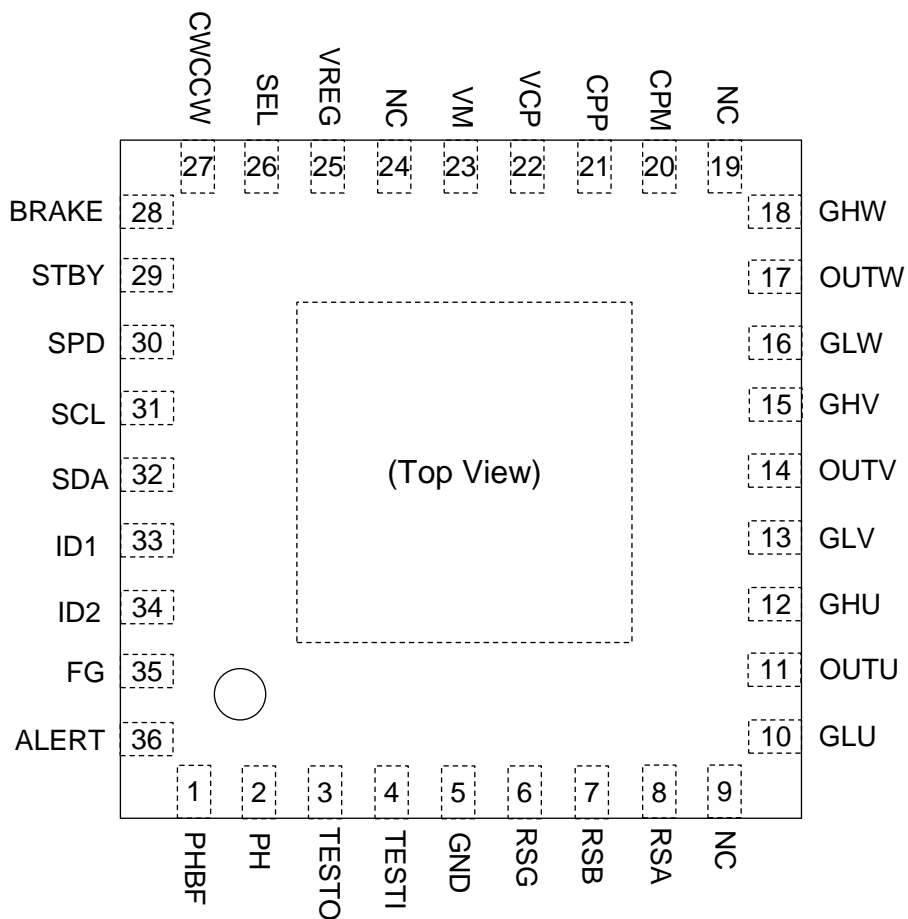 CWCCW
SEL
VREG
NC
VM
VCP
CPP
CPM
NC
27
26
25
24
23
22
21
20
19
BRAKE 28
STBY 29
SPD 30
SCL 31
SDA 32
ID1 33
ID2 34
FG 35
ALERT 36
(Top View)
18 GHW
17 OUTW
16 GLW
15 GHV
14 OUTV
13 GLV
12 GHU
11 OUTU
10 GLU
1
2
3
4
5
6
7
8
9
PHBF
PH
TESTO
TESTI
GND
RSG
RSB
RSA
NC